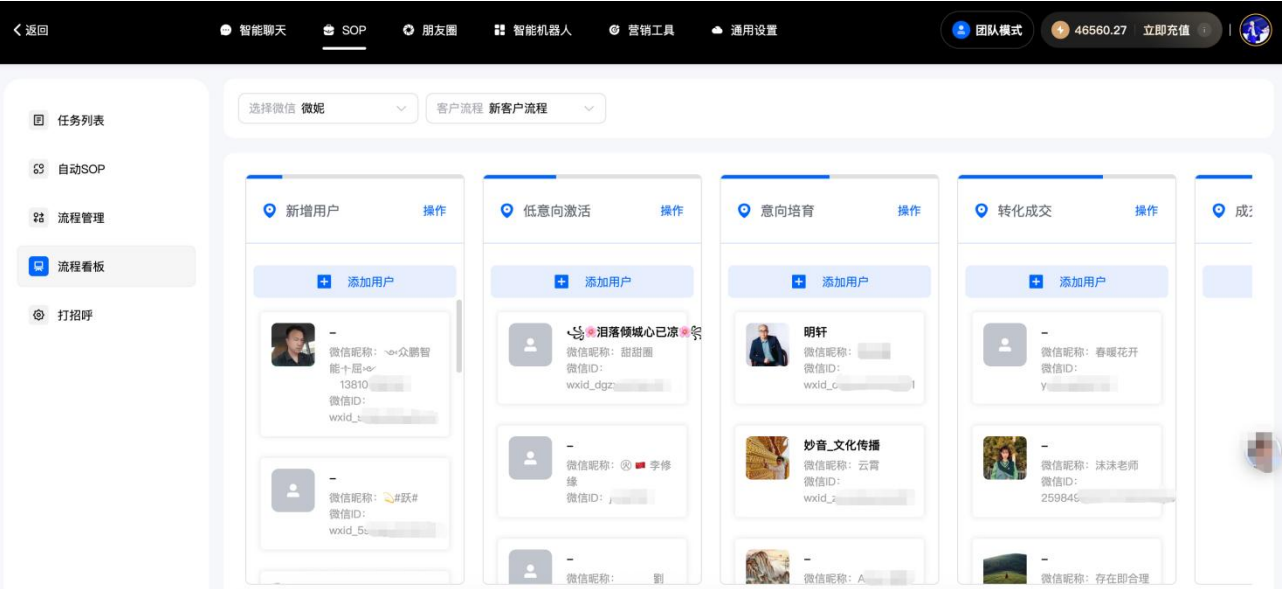 返回
智能聊天
SOP
朋友圈
智能机器人
营销工具
通用设置
团队模式
46560.27 立即充值
任务列表
自动SOP
流程管理
流程看板
打招呼
选择微信 微妮
客户流程 新客户流程
新增用户 操作
添加用户
–
微信昵称: 众鹏智
能十屈
13810
微信ID:
wxid_
–
微信昵称: #跃#
微信ID:
wxid_5
低意向激活 操作
添加用户
泪落倾城心已凉
微信昵称: 甜甜圈
微信ID:
wxid_dgz
–
微信昵称: 李修
缘
微信ID:
–
微信昵称: 劉
意向培育 操作
添加用户
明轩
微信昵称:
微信ID:
wxid_
妙音_文化传播
微信昵称: 云霄
微信ID:
wxid_z
–
微信昵称: A
转化成交 操作
添加用户
–
微信昵称: 春暖花开
微信ID:
y
–
微信昵称: 沫沫老师
微信ID:
259849
–
微信昵称: 存在即合理
成